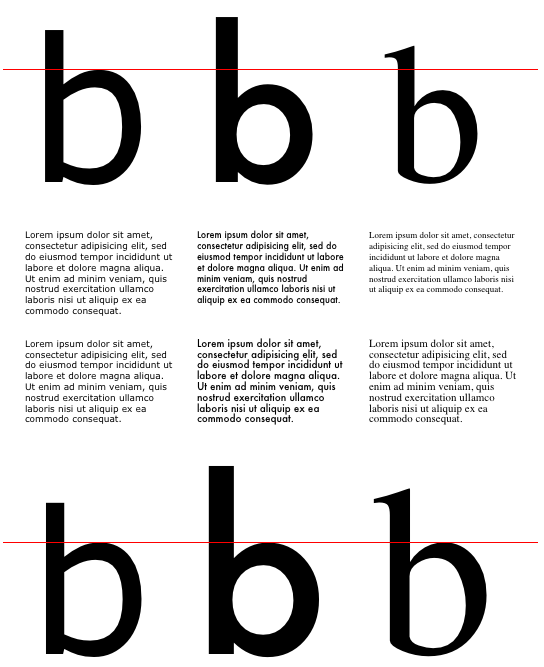 b b b
Lorem ipsum dolor sit amet,
consectetur adipisicing elit, sed
do eiusmod tempor incididunt ut
labore et dolore magna aliqua.
Ut enim ad minim veniam, quis
nostrud exercitation ullamco
laboris nisi ut aliquip ex ea
commodo consequat.
Lorem ipsum dolor sit amet,
consectetur adipisicing elit, sed do
eiusmod tempor incididunt ut labore
et dolore magna aliqua. Ut enim ad
minim veniam, quis nostrud
exercitation ullamco laboris nisi ut
aliquip ex ea commodo consequat.
Lorem ipsum dolor sit amet, consectetur
adipisicing elit, sed do eiusmod tempor
incididunt ut labore et dolore magna
aliqua. Ut enim ad minim veniam, quis
nostrud exercitation ullamco laboris nisi
ut aliquip ex ea commodo consequat.
Lorem ipsum dolor sit amet,
consectetur adipisicing elit, sed
do eiusmod tempor incididunt ut
labore et dolore magna aliqua.
Ut enim ad minim veniam, quis
nostrud exercitation ullamco
laboris nisi ut aliquip ex ea
commodo consequat.
Lorem ipsum dolor sit amet,
consectetur adipisicing elit, sed
do eiusmod tempor incididunt ut
labore et dolore magna aliqua.
Ut enim ad minim veniam, quis
nostrud exercitation ullamco
laboris nisi ut aliquip ex ea
commodo consequat.
Lorem ipsum dolor sit amet,
consectetur adipisicing elit, sed
do eiusmod tempor incididunt ut
labore et dolore magna aliqua. Ut
enim ad minim veniam, quis
nostrud exercitation ullamco
laboris nisi ut aliquip ex ea
commodo consequat.
b b b